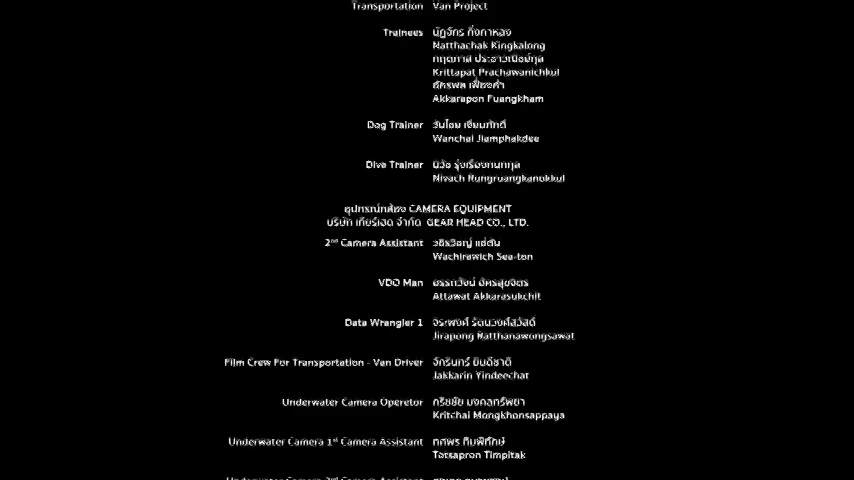 Transportation Van Project
Trainees ณัฏฐจักร กิ่งกาหลง
Natthachak Kingkalong
กฤตภาส ประชาวณิชย์กุล
Krittapat Prachawanichkul
อัครพล เฟื่องคำ
Akkarapon Fuangkham
Dog Trainer วันไชย เจียมภักดี
Wanchai Jiamphakdee
Dive Trainer นิวัช รุ่งเรืองกนกกุล
Nivach Rungruangkanokkul
อุปกรณ์กล้อง CAMERA EQUIPMENT
บริษัท เกียร์เฮด จำกัด GEAR HEAD CO., LTD.
2nd Camera Assistant วชิรวิชญ์ แซ่ตัน
Wachirawich Sea-ton
VDO Man อรรถวัจน์ อัครสุขจิตร
Attawat Akkarasukchit
Data Wrangler 1 จิระพงศ์ รัตนวงศ์สวัสดิ์
Jirapong Ratthanawongsawat
Film Crew For Transportation - Van Driver จักรินทร์ ยินดีชาติ
Jakkarin Yindeechat
Underwater Camera Operetor กริชชัย มงคลทรัพยา
Kritchai Mongkhonsappaya
Underwater Camera 1st Camera Assistant ทศพร ทิมพิทักษ์
Totsapron Timpitak